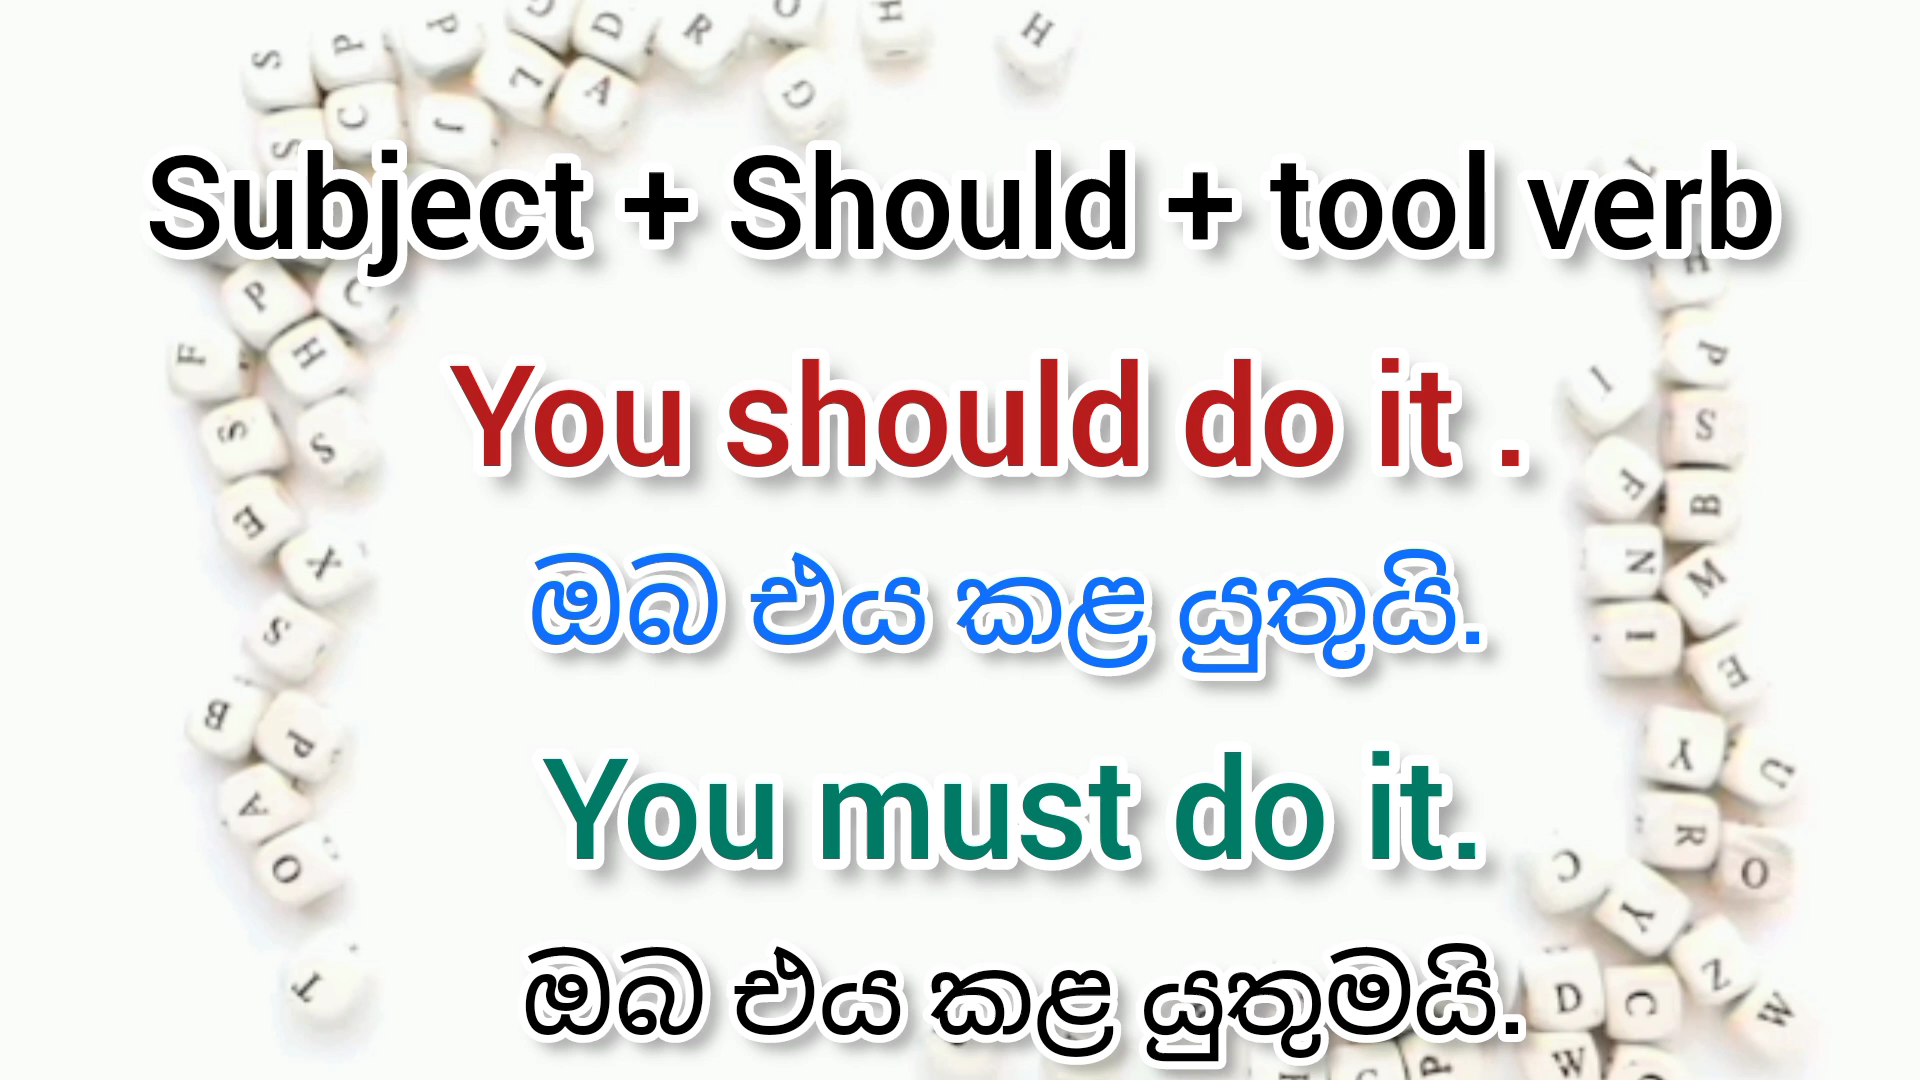 Subject + Should + tool verb
You should do it .
ඔබ එය කළ යුතුයි.
You must do it.
ඔබ එය කළ යුතුමයි.